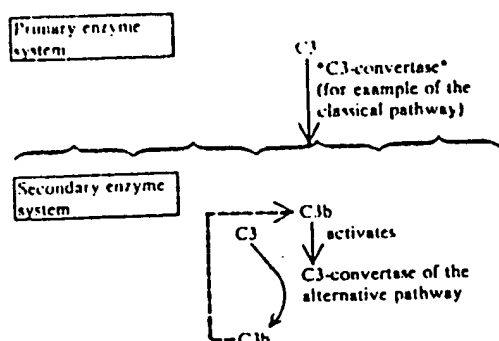 Primary enzyme
system
C3
"C3-convertase"
(for example of the
classical pathway)
Secondary enzyme
system
C3b
C3
activates
C3-convertase of the
alternative pathway
C3b